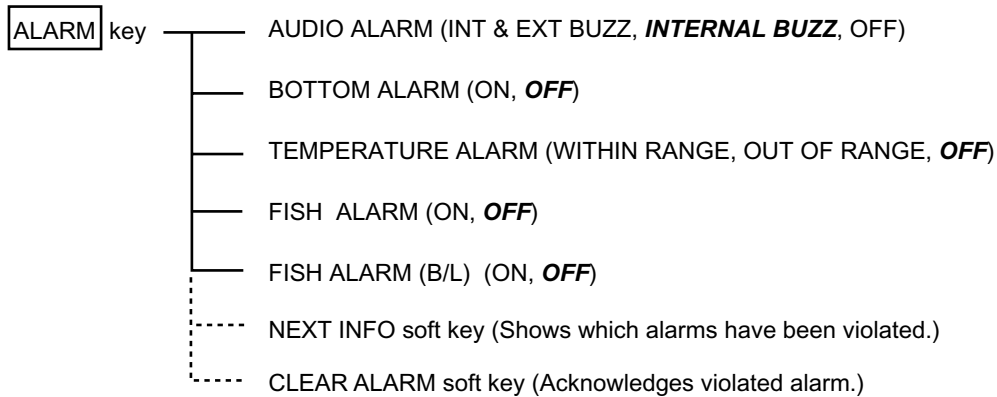 ALARM key
AUDIO ALARM (INT & EXT BUZZ, INTERNAL BUZZ, OFF)
BOTTOM ALARM (ON, OFF)
TEMPERATURE ALARM (WITHIN RANGE, OUT OF RANGE, OFF)
FISH ALARM (ON, OFF)
FISH ALARM (B/L) (ON, OFF)
NEXT INFO soft key (Shows which alarms have been violated.)
CLEAR ALARM soft key (Acknowledges violated alarm.)